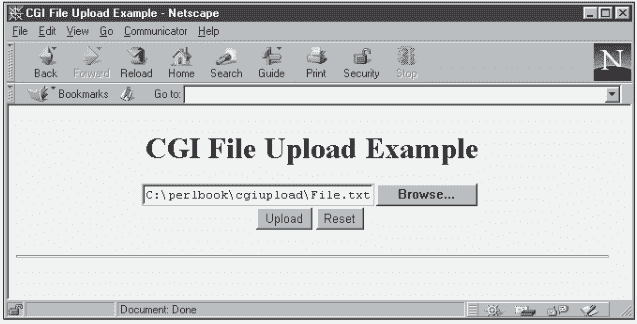 CGI File Upload Example - Netscape
File Edit View Go Communicator Help
Back Forward Reload Home Search Guide Print Security Stop
N
Bookmarks Go to:
CGI File Upload Example
C:\perlbook\cgiupload\File.txt Browse...
Upload Reset
Document: Done